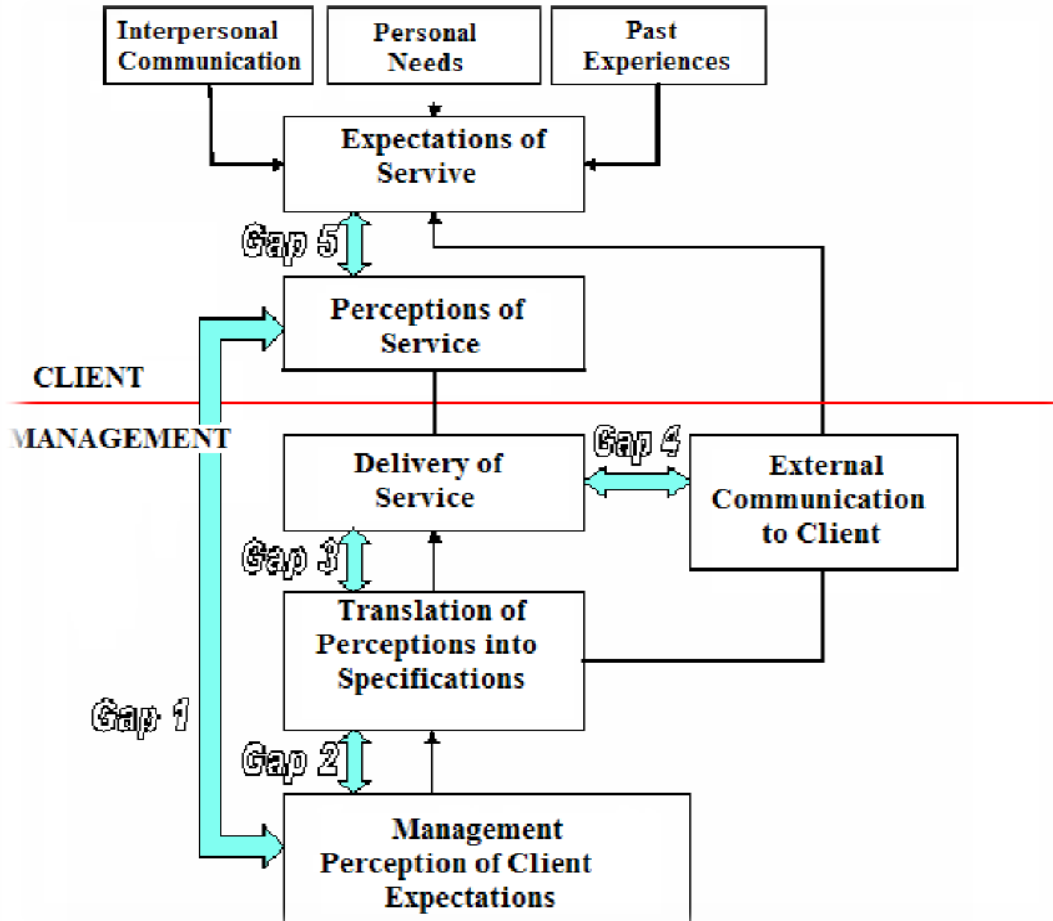 Interpersonal
Communication
Personal
Needs
Past
Experiences
Expectations of
Servive
Gap 5
Perceptions of
Service
CLIENT
MANAGEMENT
Delivery of
Service
Gap 4
External
Communication
to Client
Gap 3
Translation of
Perceptions into
Specifications
Gap 1
Gap 2
Management
Perception of Client
Expectations